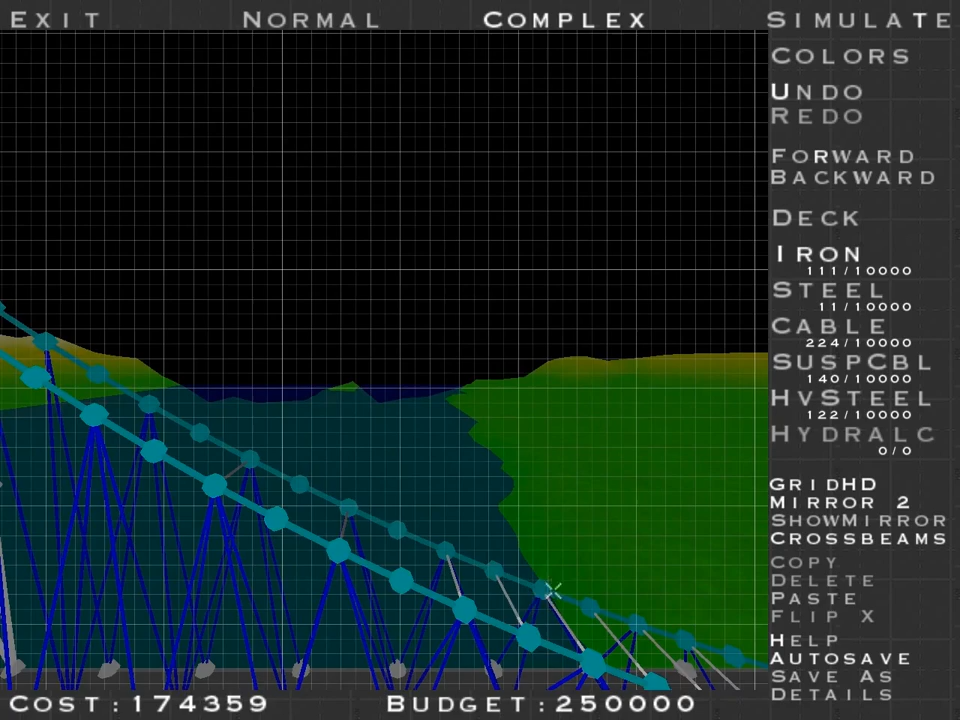 EXIT NORMAL COMPLEX SIMULATE
COLORS
UNDO
REDO
FORWARD
BACKWARD
DECK
IRON
111/10000
STEEL
11/10000
CABLE
224/10000
SUSPCBL
140/10000
HVSTEEL
122/10000
HYDRALC
0/0
GRIDHD
MIRROR 2
SHOWMIRROR
CROSSBEAMS
COPY
DELETE
PASTE
FLIP X
HELP
AUTOSAVE
SAVE AS
DETAILS
COST:174359 BUDGET:250000